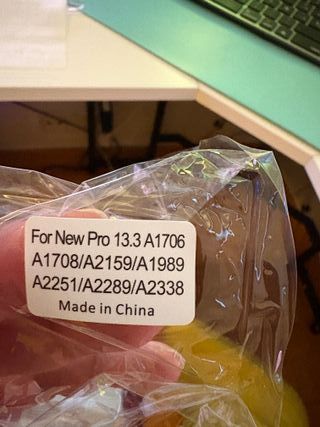 For New Pro 13.3 A1706
A1708/A2159/A1989
A2251/A2289/A2338
Made in China